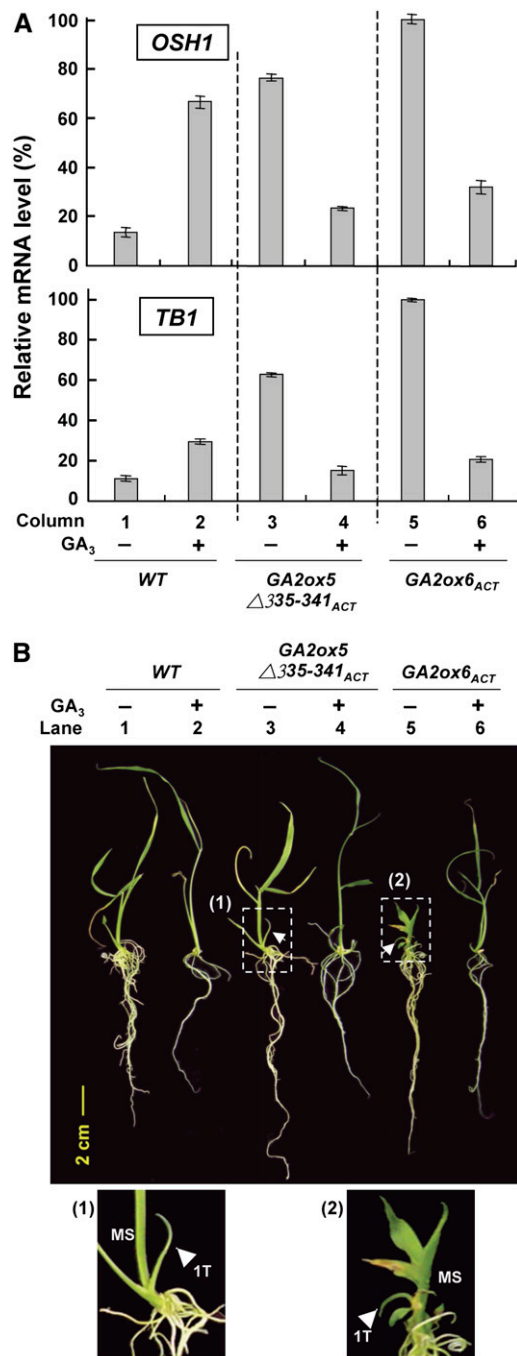 A
OSH1
Relative mRNA level (%)
100
80
60
40
20
0
TB1
100
80
60
40
20
0
Column 1 2 3 4 5 6
GA3 − + − + − +
WT GA2ox5 Δ335-341ACT GA2ox6ACT
B
WT GA2ox5 Δ335-341ACT GA2ox6ACT
GA3 − + − + − +
Lane 1 2 3 4 5 6
(1)
(2)
2 cm
(1)
MS
1T
(2)
MS
1T